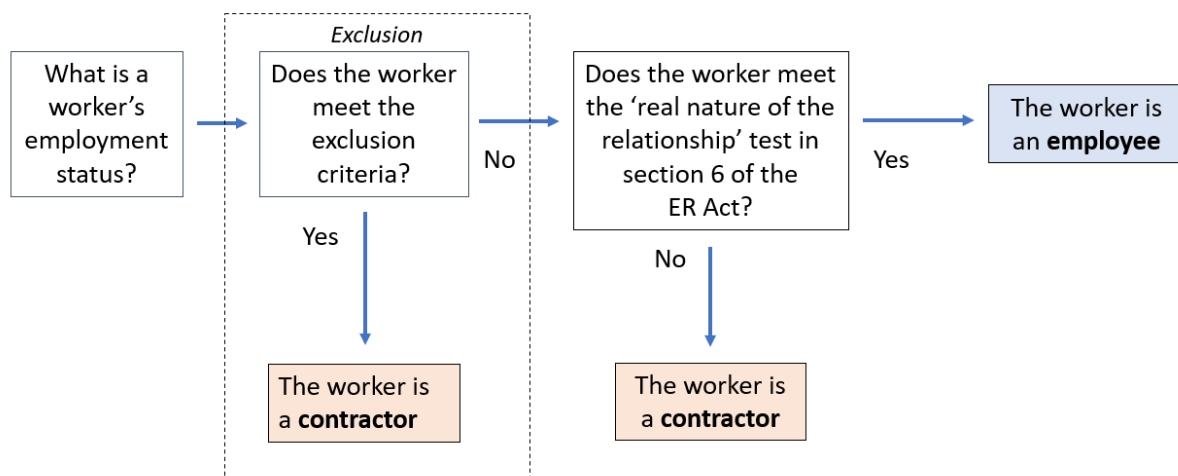 Exclusion
What is a
worker’s
employment
status?
Does the worker
meet the
exclusion
criteria?
No
Yes
Does the worker meet
the ‘real nature of the
relationship’ test in
section 6 of the
ER Act?
Yes
No
The worker is
an employee
The worker is
a contractor
The worker is
a contractor